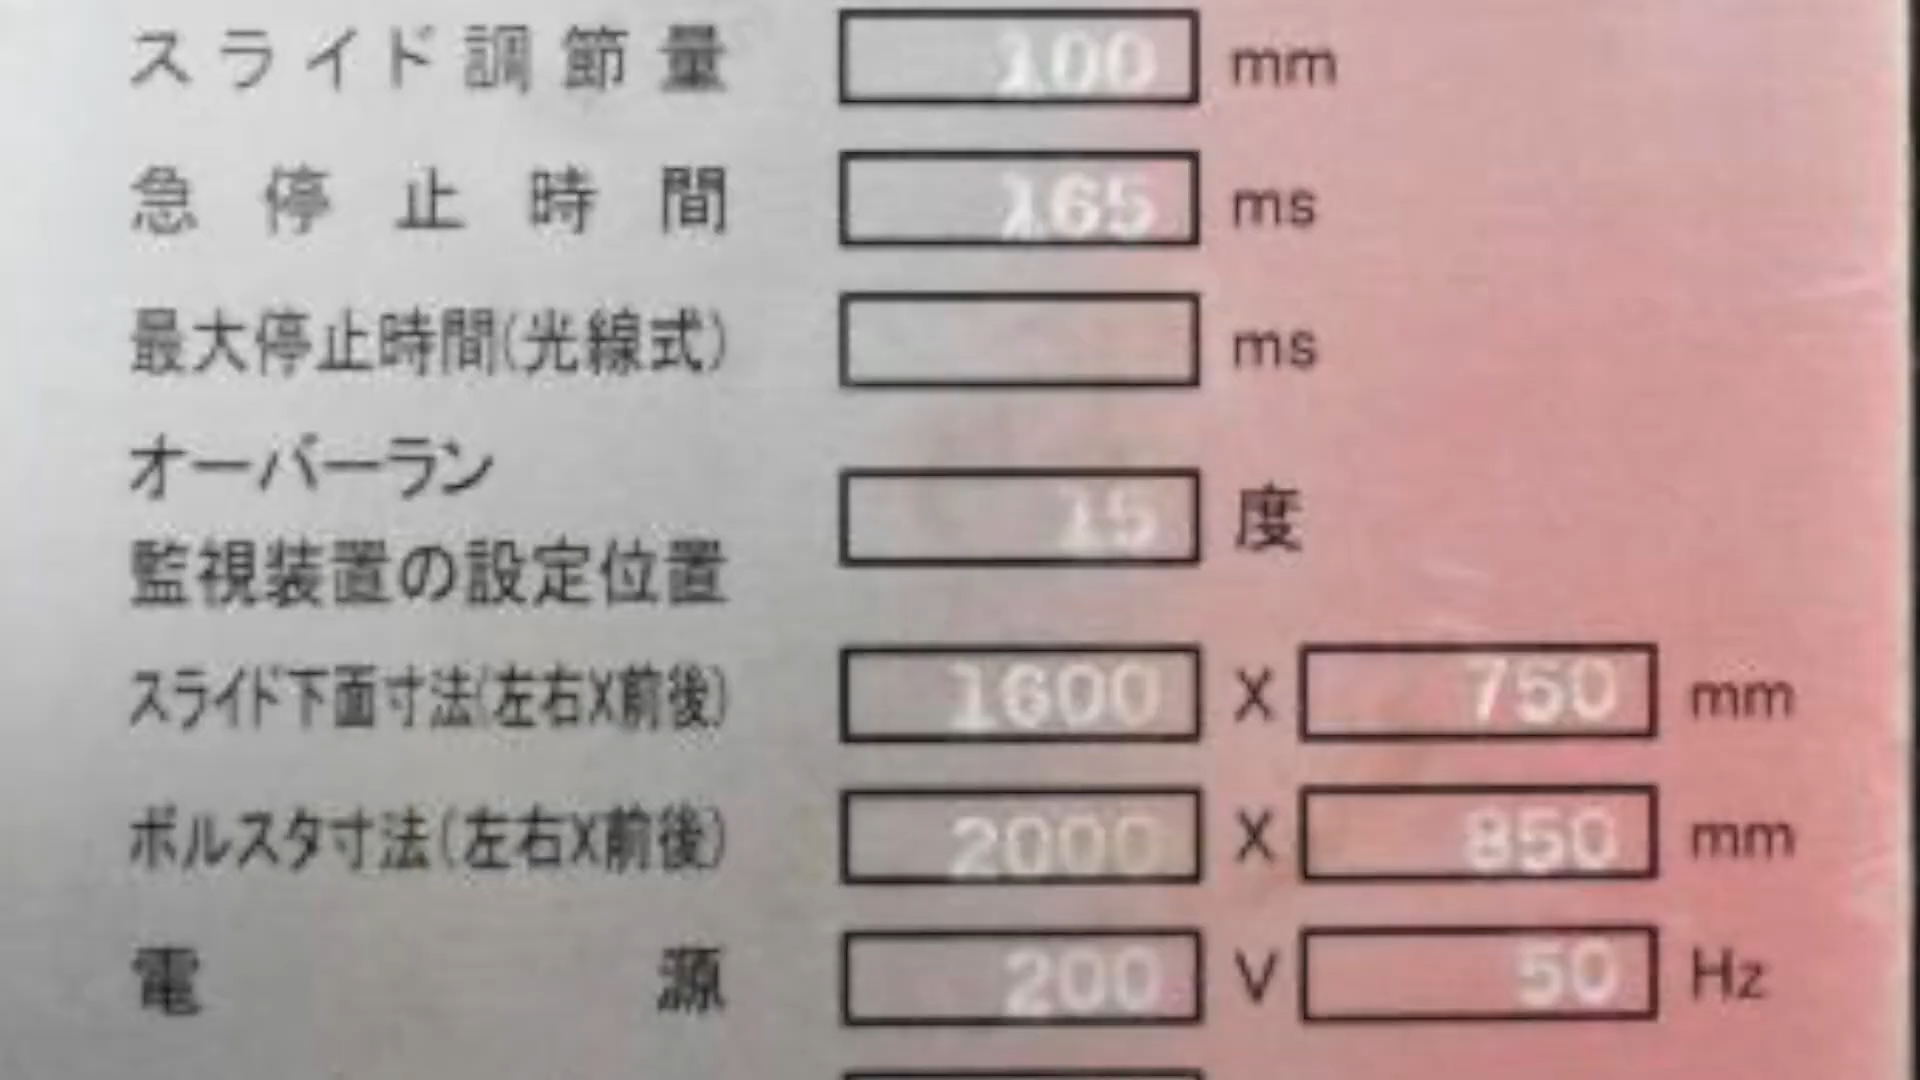 スライド調節量 100 mm
急停止時間 165 ms
最大停止時間(光線式) ms
オーバーラン
監視装置の設定位置 15 度
スライド下面寸法(左右X前後) 1600 X 750 mm
ボルスタ寸法(左右X前後) 2000 X 850 mm
電源 200 V 50 Hz